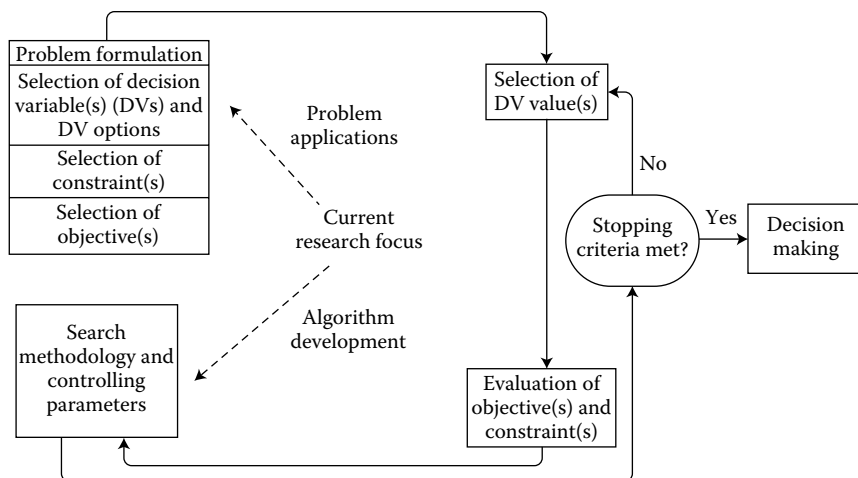 Problem formulation
Selection of decision
variable(s) (DVs) and
DV options
Selection of
constraint(s)
Selection of
objective(s)
Problem
applications
Current
research focus
Algorithm
development
Search
methodology and
controlling
parameters
Selection of
DV value(s)
No
Stopping
criteria met?
Yes
Decision
making
Evaluation of
objective(s) and
constraint(s)